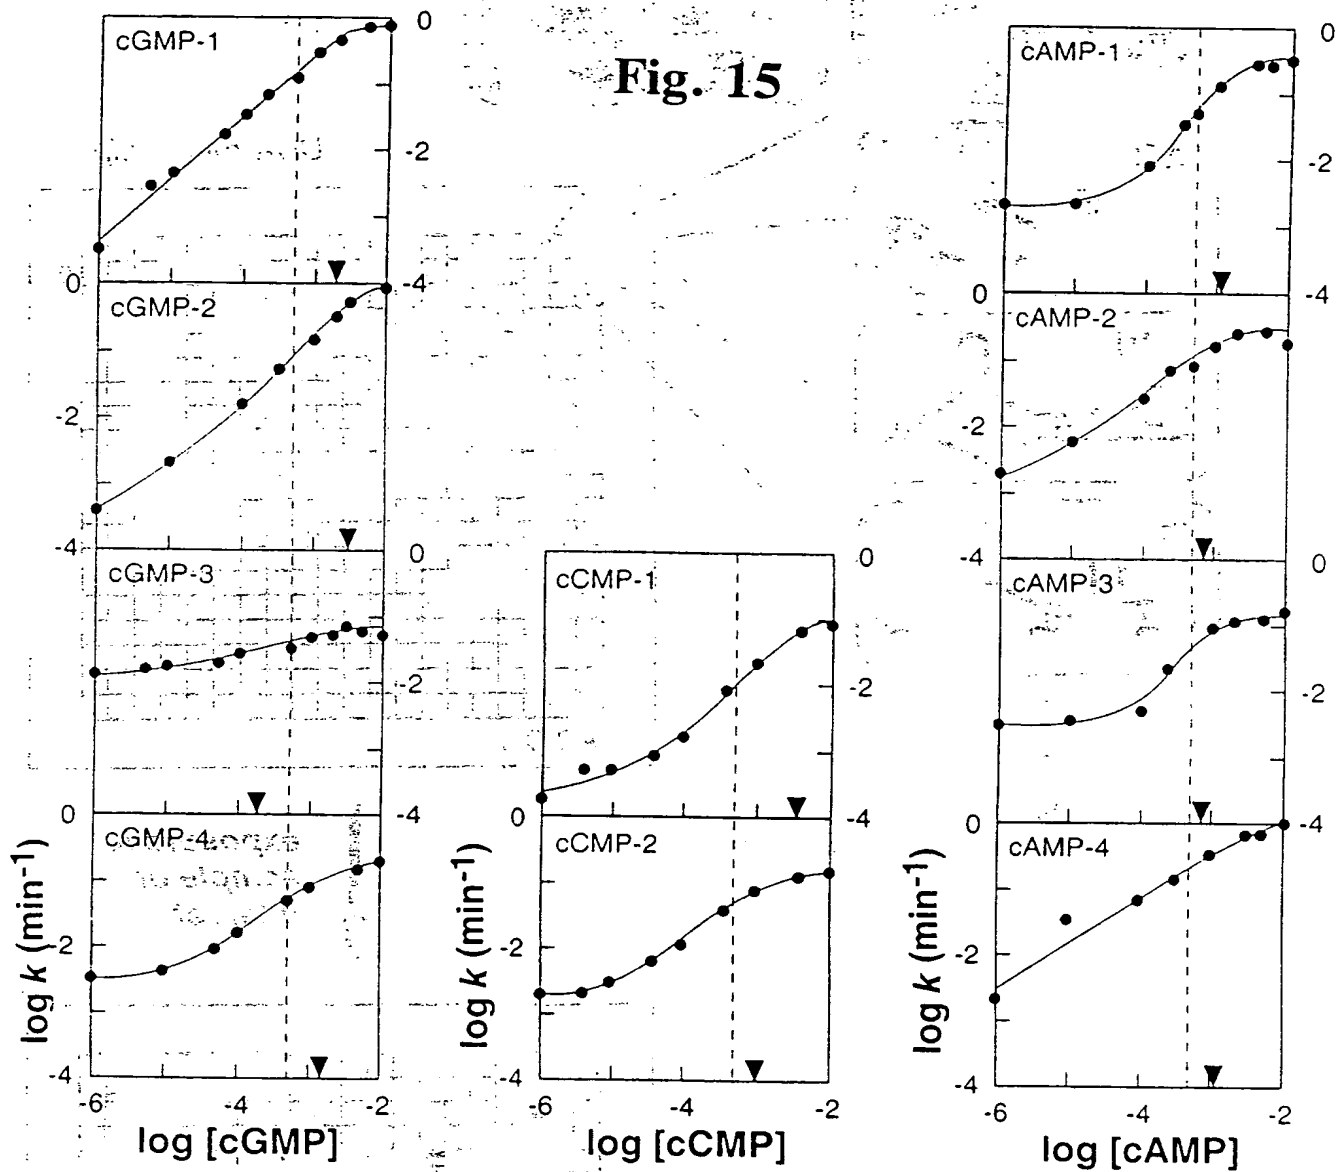 Fig. 15
cGMP-1
0
-2
-4
cGMP-2
0
-2
-4
cGMP-3
0
-2
-4
cGMP-4
0
-2
-4
log k (min⁻¹)
-6 -4 -2
log [cGMP]
cCMP-1
0
-2
-4
cCMP-2
0
-2
-4
log k (min⁻¹)
-6 -4 -2
log [cCMP]
cAMP-1
0
-2
-4
cAMP-2
0
-2
-4
cAMP-3
0
-2
-4
cAMP-4
0
-2
-4
log k (min⁻¹)
-6 -4 -2
log [cAMP]